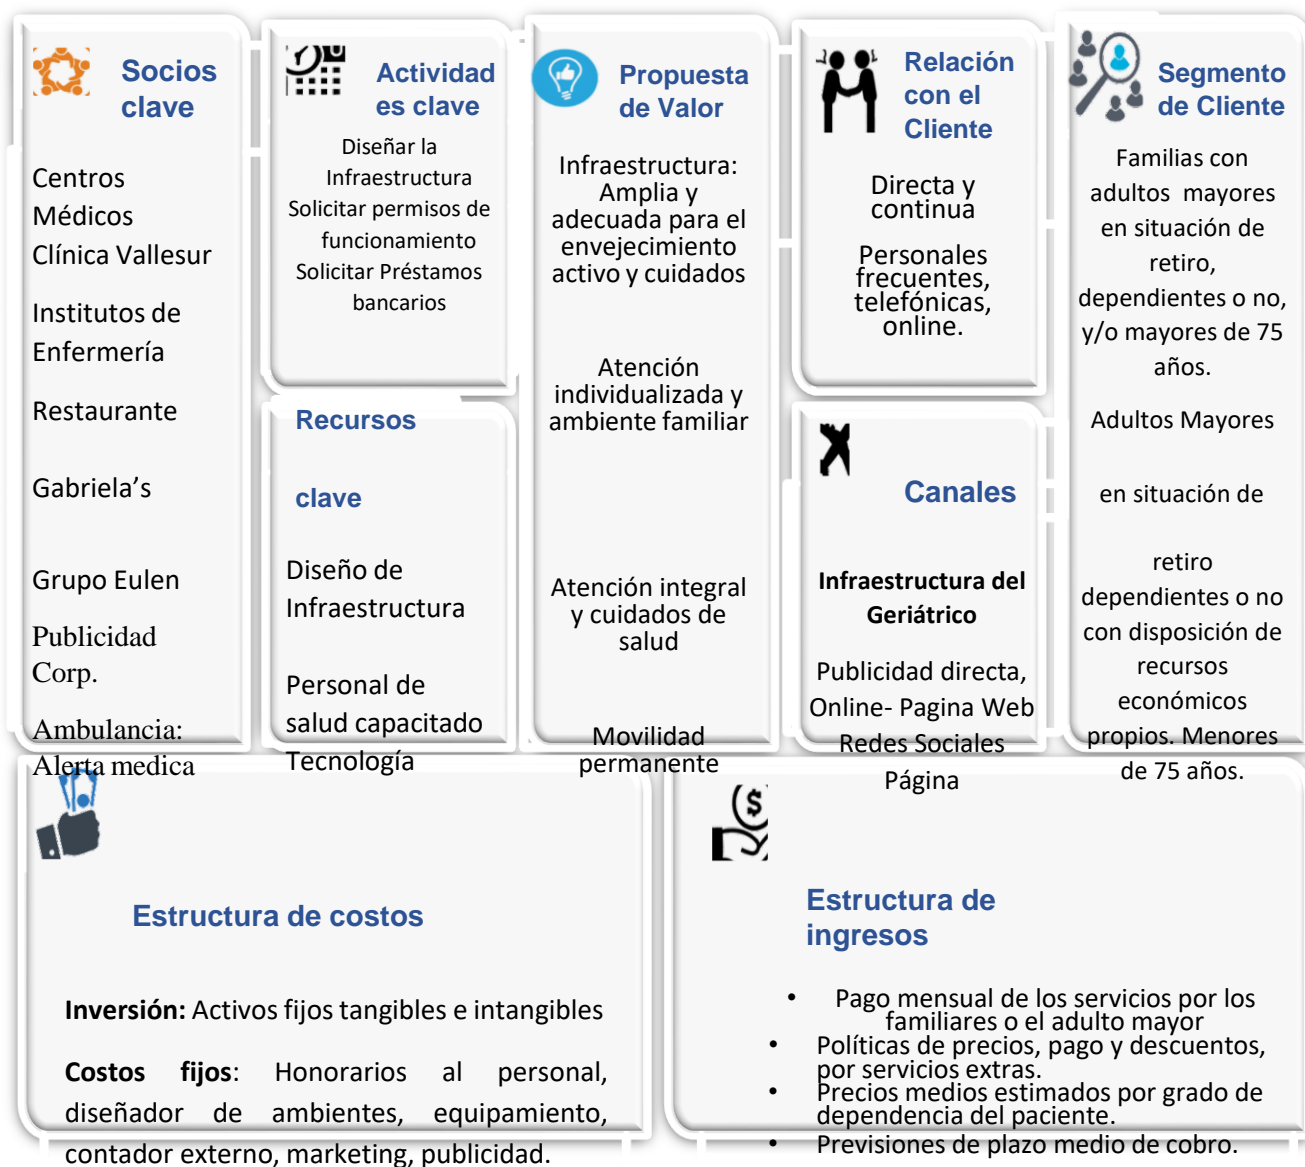 Socios
clave
Centros
Médicos
Clínica Vallesur
Institutos de
Enfermería
Restaurante
Gabriela’s
Grupo Eulen
Publicidad
Corp.
Ambulancia:
Alerta medica
Actividad
es clave
Diseñar la
Infraestructura
Solicitar permisos de
funcionamiento
Solicitar Préstamos
bancarios
Recursos
clave
Diseño de
Infraestructura
Personal de
salud capacitado
Tecnología
Propuesta
de Valor
Infraestructura:
Amplia y
adecuada para el
envejecimiento
activo y cuidados
Atención
individualizada y
ambiente familiar
Atención integral
y cuidados de
salud
Movilidad
permanente
Relación
con el
Cliente
Directa y
continua
Personales
frecuentes,
telefónicas,
online.
Canales
Infraestructura del
Geriátrico
Publicidad directa,
Online- Pagina Web
Redes Sociales
Página
Segmento
de Cliente
Familias con
adultos mayores
en situación de
retiro,
dependientes o no,
y/o mayores de 75
años.
Adultos Mayores
en situación de
retiro
dependientes o no
con disposición de
recursos
económicos
propios. Menores
de 75 años.
Estructura de costos
Inversión: Activos fijos tangibles e intangibles
Costos fijos: Honorarios al personal,
diseñador de ambientes, equipamiento,
contador externo, marketing, publicidad.
$
Estructura de
ingresos
• Pago mensual de los servicios por los
familiares o el adulto mayor
• Políticas de precios, pago y descuentos,
por servicios extras.
• Precios medios estimados por grado de
dependencia del paciente.
• Previsiones de plazo medio de cobro.